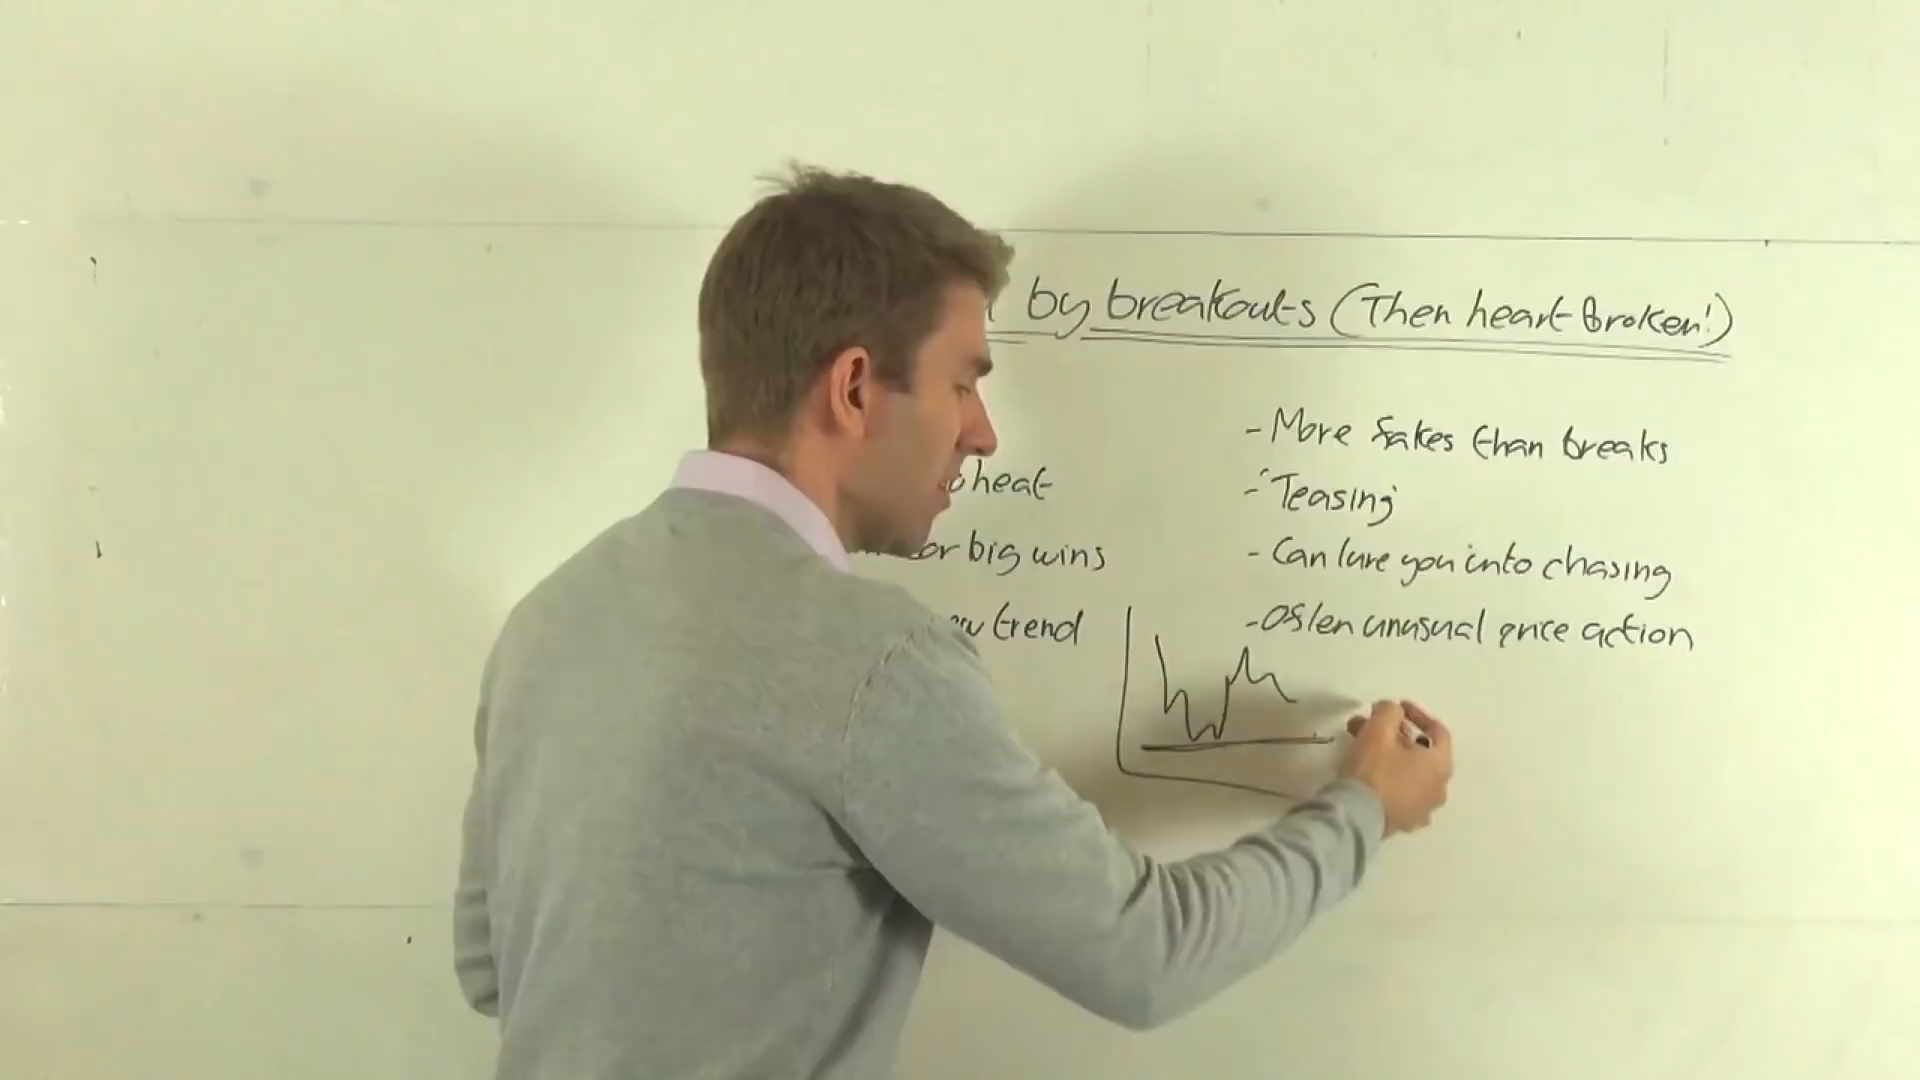 by breakouts (Then heart broken!)
heat
or big wins
trend
- More fakes than breaks
- Teasing
- Can lure you into chasing
- Often unusual price action